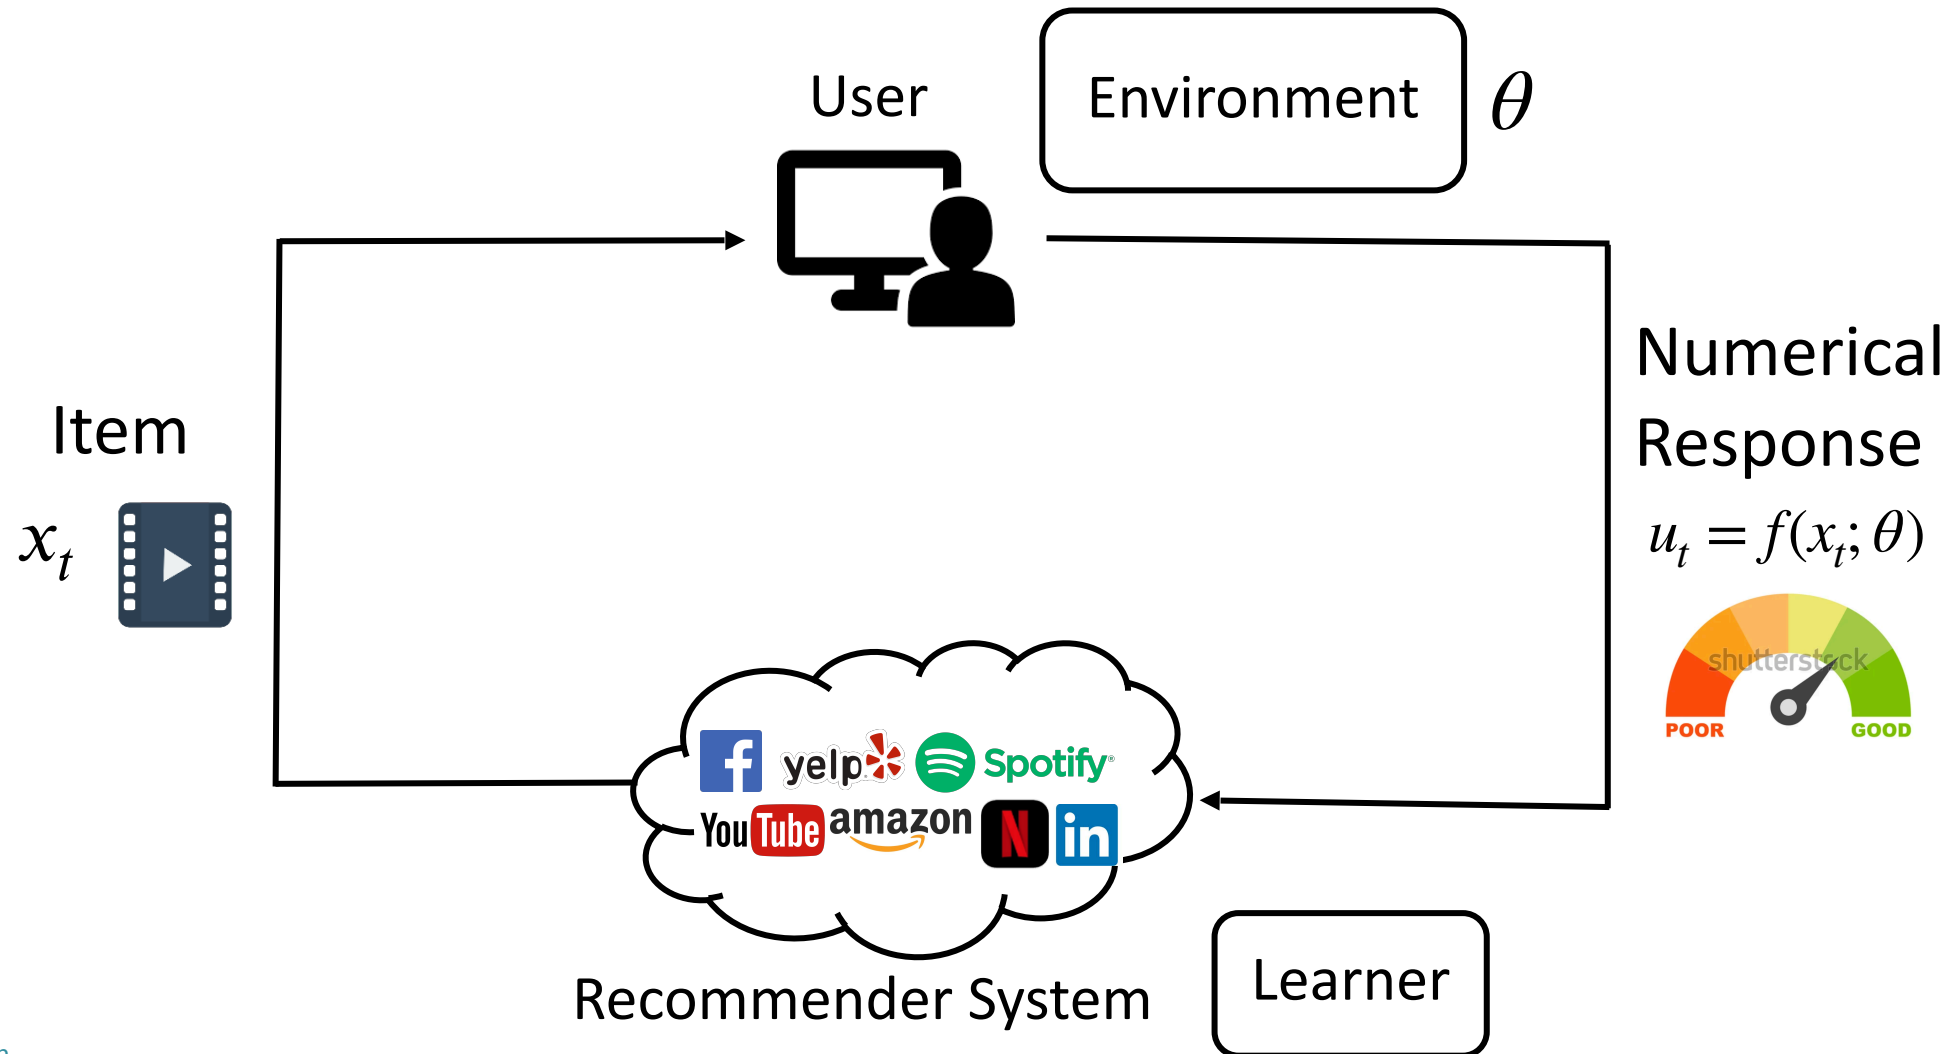 User
Environment
θ
Item
x_t
Numerical
Response
u_t = f(x_t; θ)
shutterstock
POOR
GOOD
f
yelp
Spotify
YouTube
amazon
N
in
Recommender System
Learner